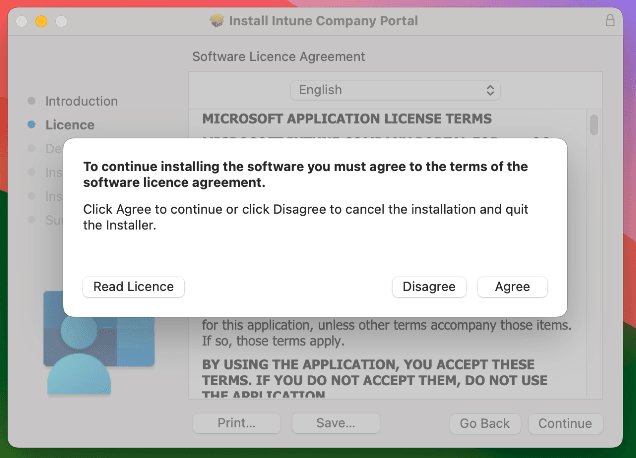 Install Intune Company Portal
Software Licence Agreement
English
Introduction
Licence
MICROSOFT APPLICATION LICENSE TERMS
To continue installing the software you must agree to the terms of the
software licence agreement.
Click Agree to continue or click Disagree to cancel the installation and quit
the Installer.
Read Licence
Disagree
Agree
for this application, unless other terms accompany those items.
If so, those terms apply.
BY USING THE APPLICATION, YOU ACCEPT THESE
TERMS. IF YOU DO NOT ACCEPT THEM, DO NOT USE
THE APPLICATION
Print...
Save...
Go Back
Continue